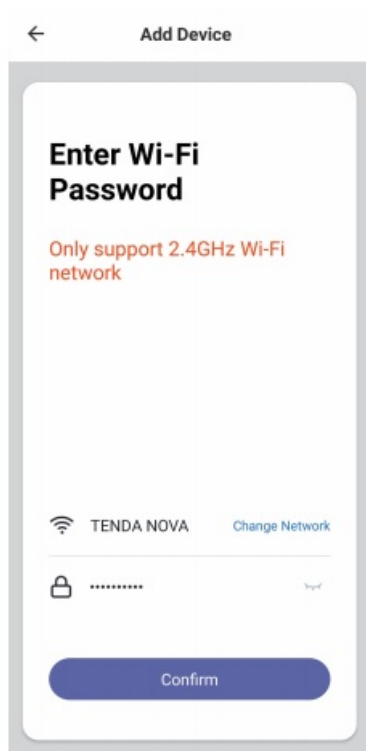 Add Device
Enter Wi-Fi
Password
Only support 2.4GHz Wi-Fi
network
TENDA NOVA Change Network
••••••••••
Confirm